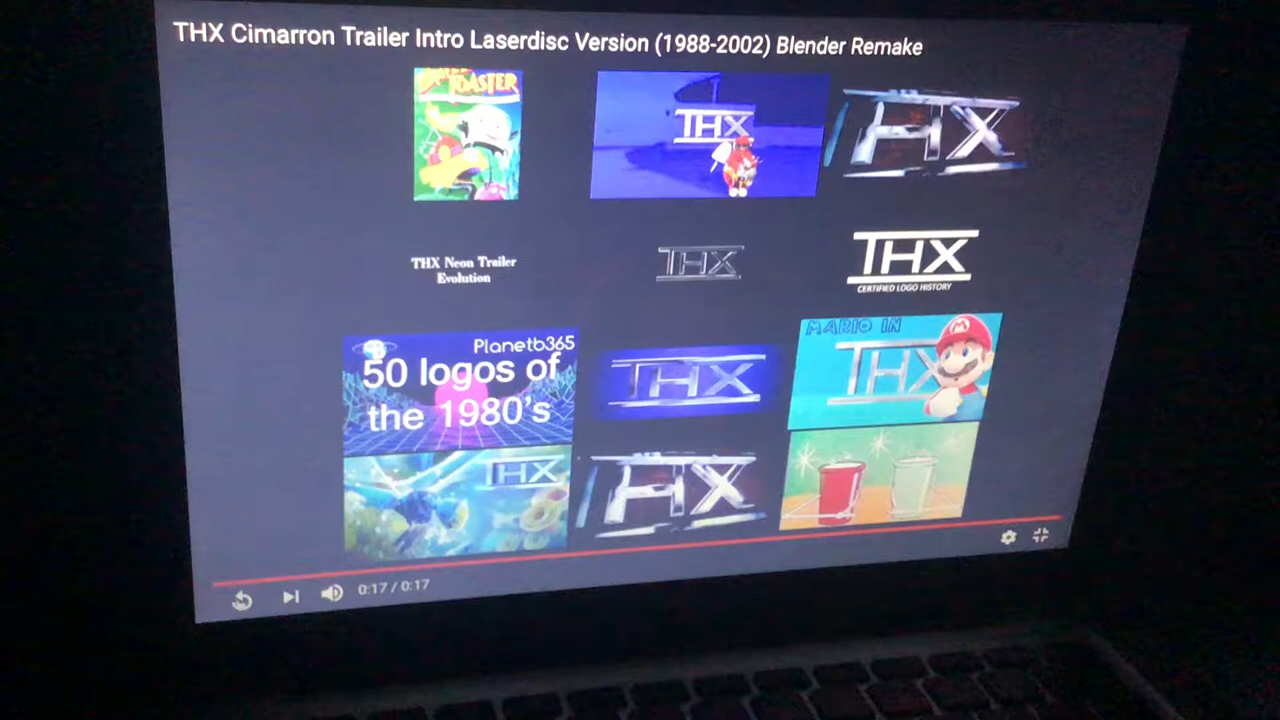 THX Cimarron Trailer Intro Laserdisc Version (1988-2002) Blender Remake
TOASTER
THX
THX
THX Neon Trailer
Evolution
THX
THX
CERTIFIED LOGO HISTORY
Planetb365
50 logos of
the 1980's
THX
MARIO IN
THX
THX
THX
0:17 / 0:17